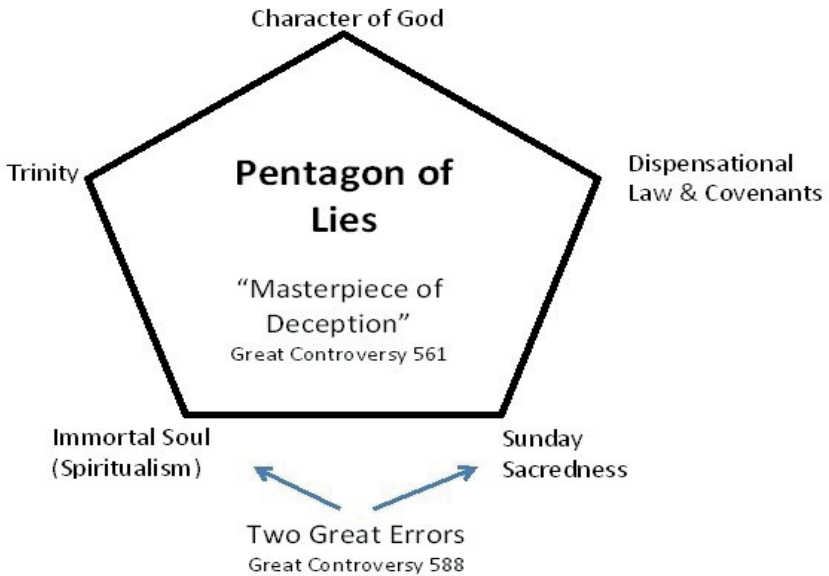 Character of God
Trinity
Dispensational
Law & Covenants
Pentagon of
Lies
“Masterpiece of
Deception”
Great Controversy 561
Immortal Soul
(Spiritualism)
Sunday
Sacredness
Two Great Errors
Great Controversy 588